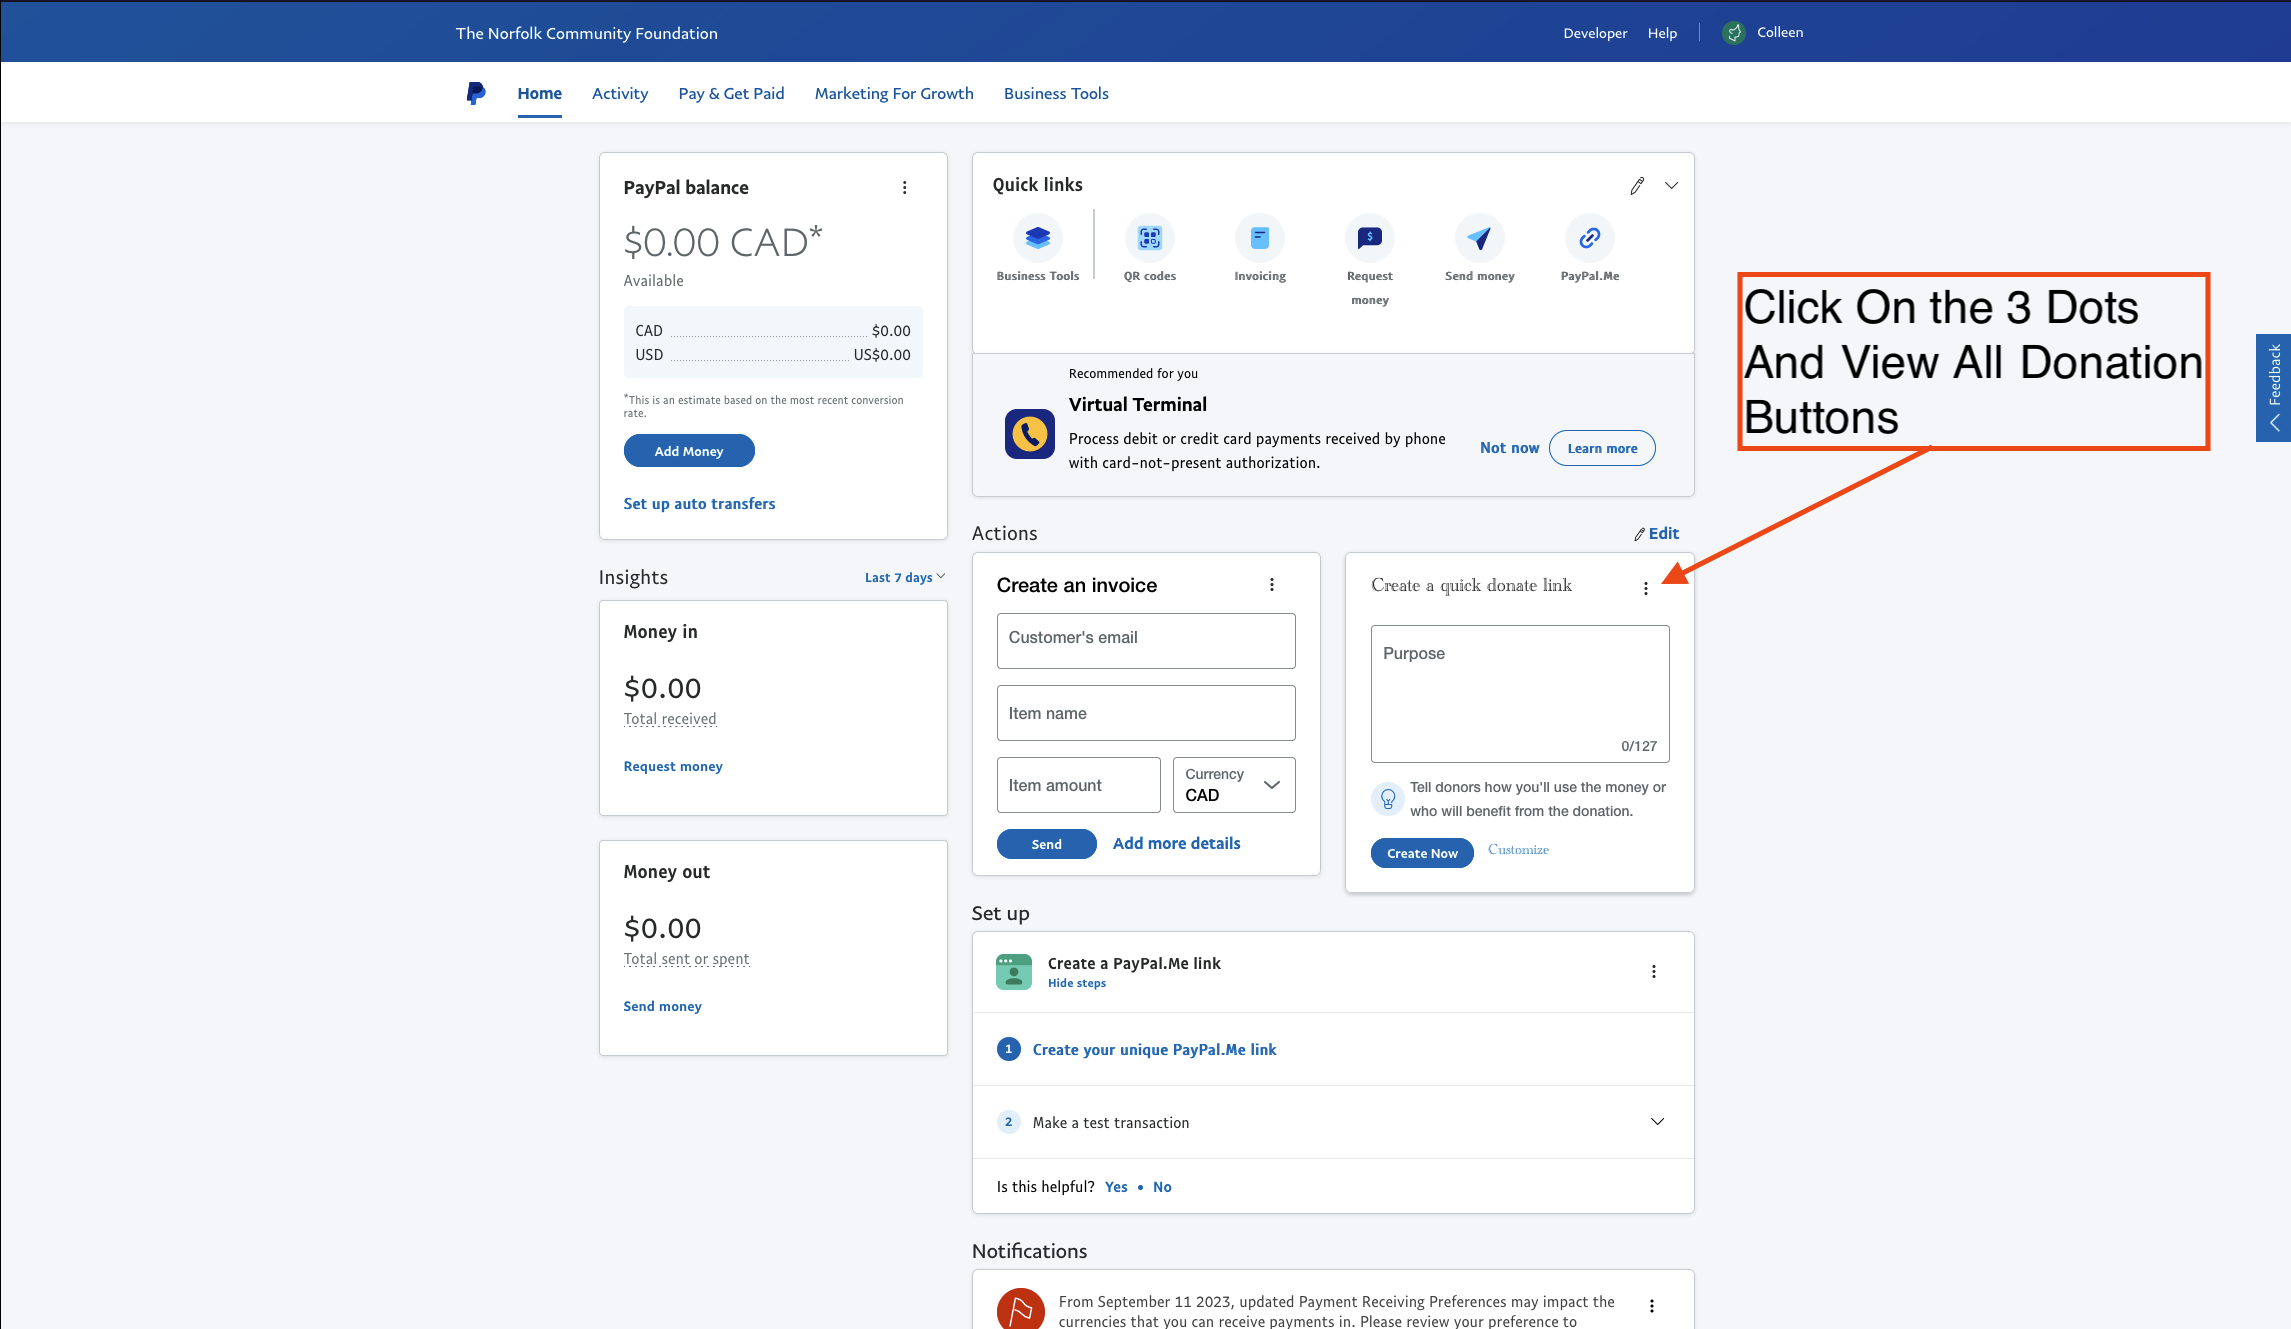 The Norfolk Community Foundation
Developer Help Colleen
Home Activity Pay & Get Paid Marketing For Growth Business Tools
PayPal balance
$0.00 CAD*
Available
CAD $0.00
USD US$0.00
*This is an estimate based on the most recent conversion
rate.
Add Money
Set up auto transfers
Insights Last 7 days
Money in
$0.00
Total received
Request money
Money out
$0.00
Total sent or spent
Send money
Quick links
Business Tools
QR codes
Invoicing
Request
money
Send money
PayPal.Me
Recommended for you
Virtual Terminal
Process debit or credit card payments received by phone
with card-not-present authorization.
Not now Learn more
Actions Edit
Create an invoice
Customer's email
Item name
Item amount
Currency
CAD
Send Add more details
Create a quick donate link
Purpose
0/127
Tell donors how you'll use the money or
who will benefit from the donation.
Create Now Customize
Set up
Create a PayPal.Me link
Hide steps
1 Create your unique PayPal.Me link
2 Make a test transaction
Is this helpful? Yes • No
Notifications
From September 11 2023, updated Payment Receiving Preferences may impact the
currencies that you can receive payments in. Please review your preference to
Click On the 3 Dots
And View All Donation
Buttons
Feedback